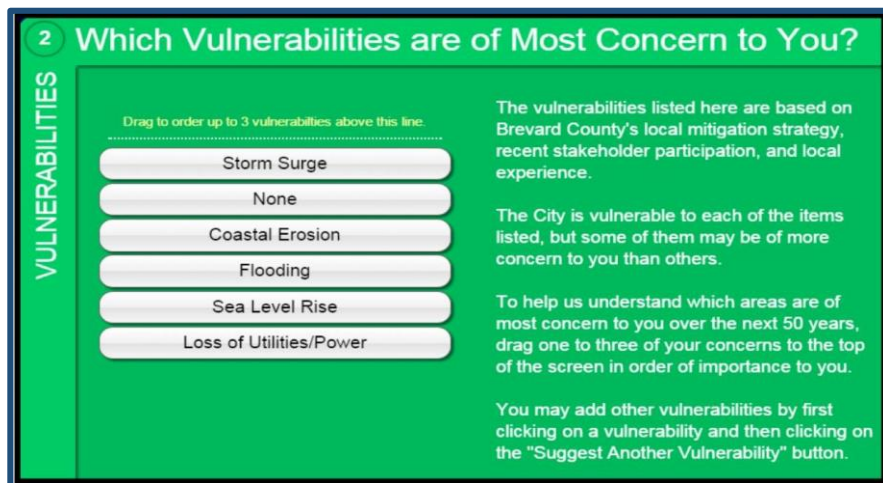 2 Which Vulnerabilities are of Most Concern to You?
VULNERABILITIES
Drag to order up to 3 vulnerabilties above this line.
Storm Surge
None
Coastal Erosion
Flooding
Sea Level Rise
Loss of Utilities/Power
The vulnerabilities listed here are based on
Brevard County's local mitigation strategy,
recent stakeholder participation, and local
experience.
The City is vulnerable to each of the items
listed, but some of them may be of more
concern to you than others.
To help us understand which areas are of
most concern to you over the next 50 years,
drag one to three of your concerns to the top
of the screen in order of importance to you.
You may add other vulnerabilities by first
clicking on a vulnerability and then clicking on
the "Suggest Another Vulnerability" button.